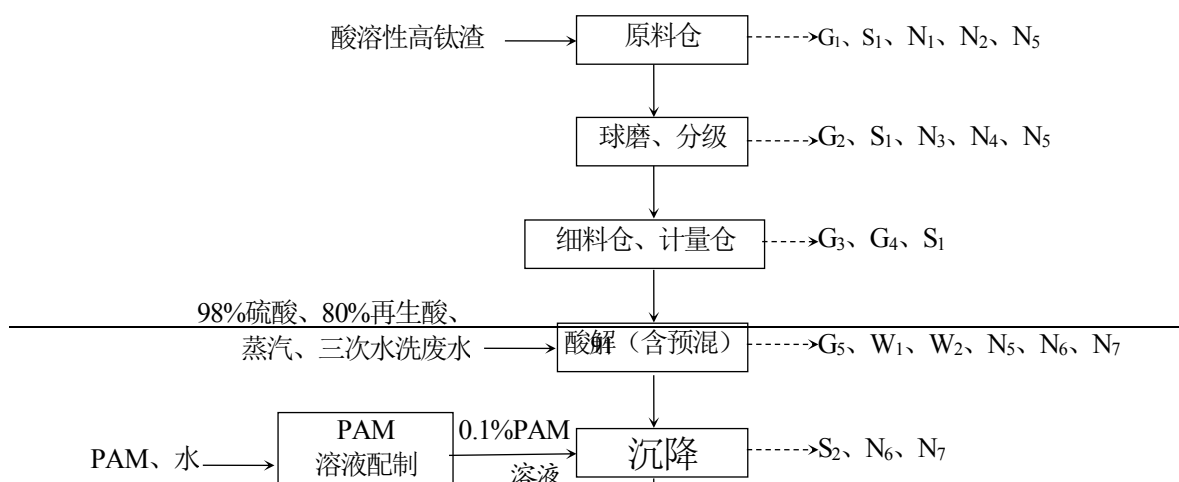 酸溶性高钛渣
原料仓
G₁、S₁、N₁、N₂、N₅
球磨、分级
G₂、S₁、N₃、N₄、N₅
细料仓、计量仓
G₃、G₄、S₁
98%硫酸、80%再生酸、
蒸汽、三次水洗废水
酸解（含预混）
G₅、W₁、W₂、N₅、N₆、N₇
PAM、水
PAM
溶液配制
0.1%PAM
溶液
沉降
S₂、N₆、N₇